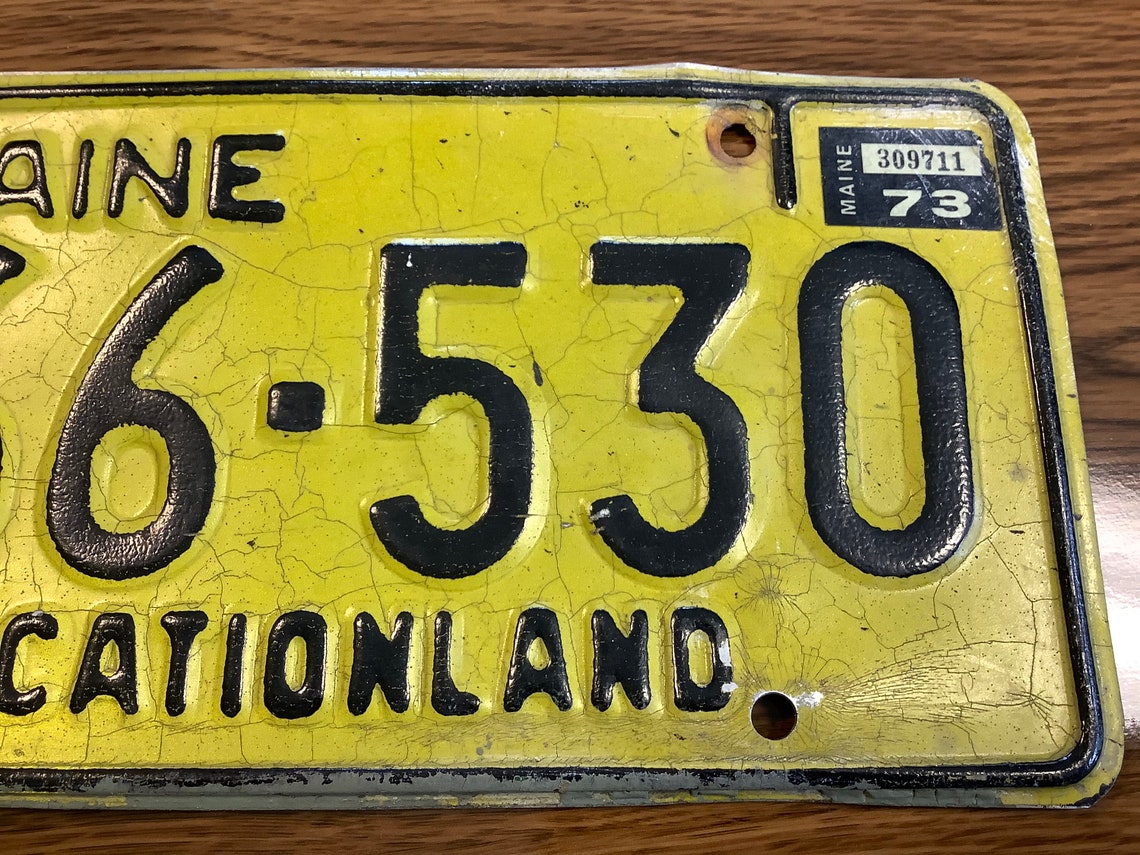 AINE
MAINE 309711
73
6·530
CATIONLAND